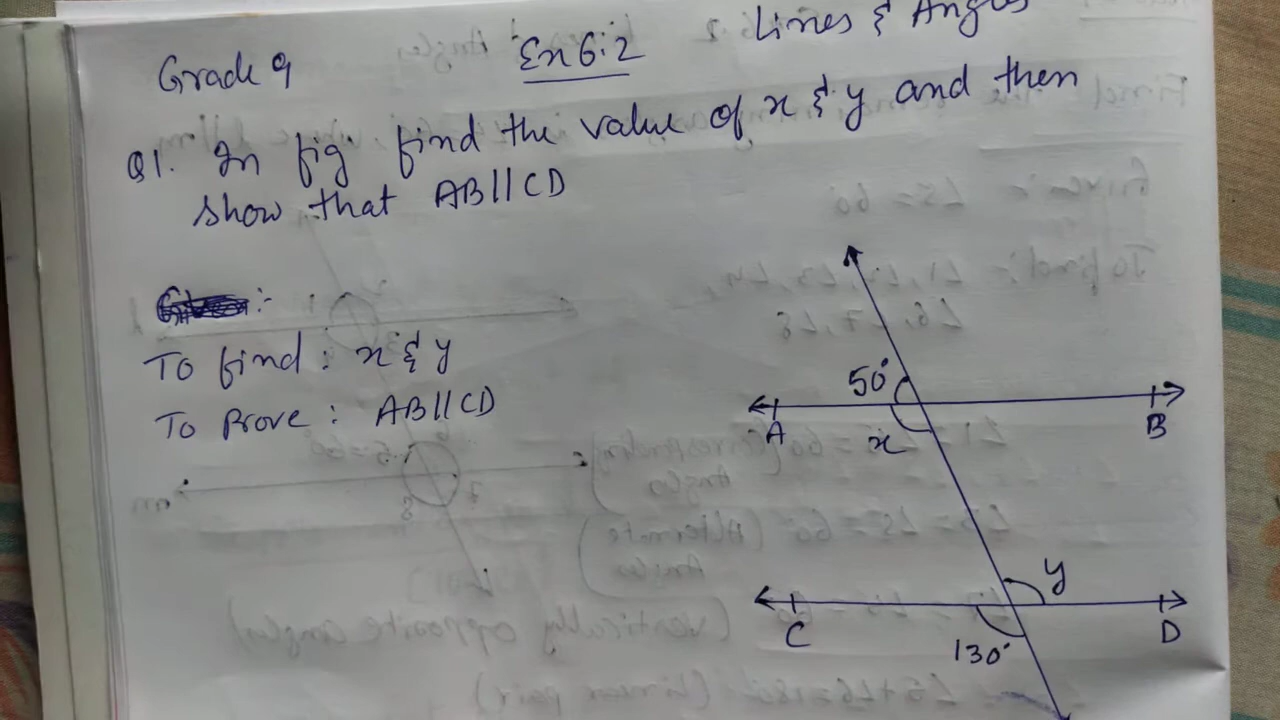 Grade 9
Ex 6.2
Lines & Angles
Q1. In fig find the value of x & y and then
show that AB||CD
To find : x & y
To Prove : AB||CD
50°
A
B
x
y
C
D
130°